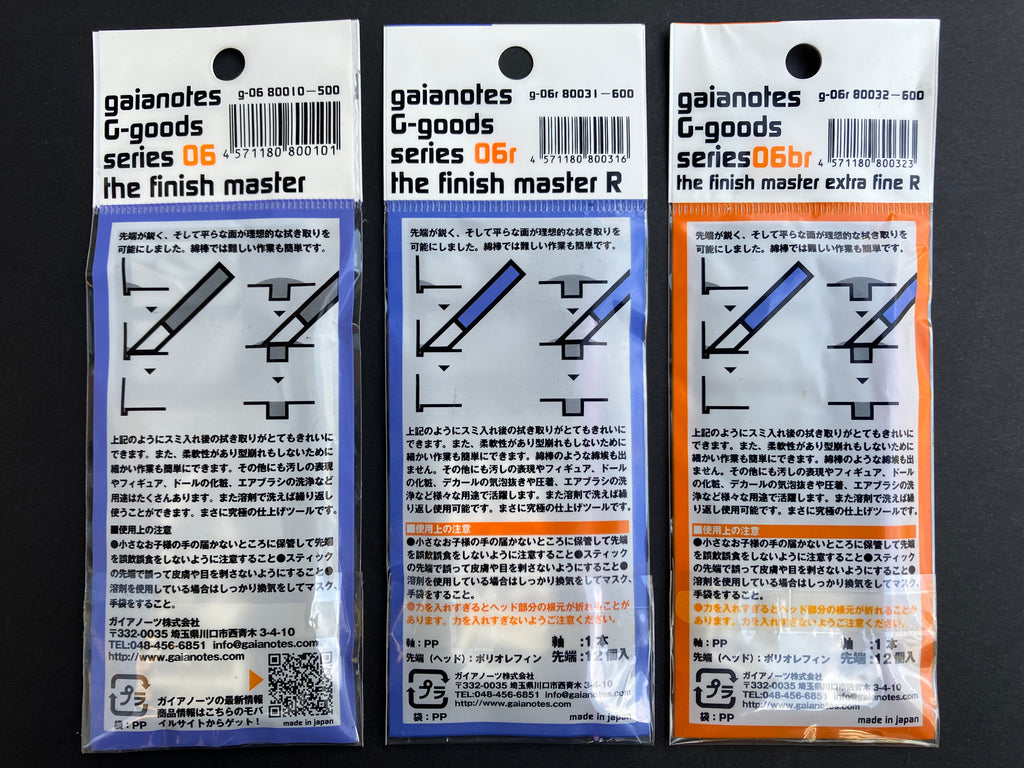 gaianotes
G-goods
series 06
the finish master
g-06 80010-500
4 571180 800101
先端が鋭く、そして平らな面が理想的な拭き取りを
可能にしました。綿棒では難しい作業も簡単です。
上記のようにスミ入れ後の拭き取りがとてもきれいに
できます。また、柔軟性があり型崩れもしないために
細かい作業も簡単にできます。その他にも汚しの表現
やフィギュア、ドールの化粧、エアブラシの洗浄など
用途はたくさんあります。また溶剤で洗えば繰り返し
使うことができます。まさに究極の仕上げツールです。
■使用上の注意
●小さなお子様の手の届かないところに保管して先端
を誤飲誤食をしないように注意すること●スティック
の先端で誤って皮膚や目を刺さないようにすること●
溶剤を使用している場合はしっかり換気をしてマスク、
手袋をすること。
ガイアノーツ株式会社
〒332-0035 埼玉県川口市西青木 3-4-10
TEL:048-456-6851 info@gaianotes.com
http://www.gaianotes.com
プラ
袋：PP
ガイアノーツの最新情報
商品情報はこちらのモバ
イルサイトからゲット！
made in japan
gaianotes
G-goods
series 06r
the finish master R
g-06r 80031-600
4 571180 800316
先端が鋭く、そして平らな面が理想的な拭き取りを
可能にしました。綿棒では難しい作業も簡単です。
上記のようにスミ入れ後の拭き取りがとてもきれいに
できます。また、柔軟性があり型崩れもしないために
細かい作業も簡単にできます。綿棒のような綿埃も出
ません。その他にも汚しの表現やフィギュア、ドール
の化粧、デカールの気泡抜きや圧着、エアブラシの洗
浄など様々な用途で活躍します。また溶剤で洗えば繰
り返し使用可能です。まさに究極の仕上げツールです。
■使用上の注意
●小さなお子様の手の届かないところに保管して先端
を誤飲誤食をしないように注意すること●スティック
の先端で誤って皮膚や目を刺さないようにすること●
溶剤を使用している場合はしっかり換気をしてマスク、
手袋をすること。
●力を入れすぎるとヘッド部分の根元が折れることが
あります。力を入れすぎないようご注意ください。
軸：PP 軸：1本
先端（ヘッド）：ポリオレフィン 先端：12個入
ガイアノーツ株式会社
〒332-0035 埼玉県川口市西青木 3-4-10
TEL:048-456-6851 info@gaianotes.com
http://www.gaianotes.com
プラ
袋：PP
made in japan
gaianotes
G-goods
series06br
the finish master extra fine R
g-06r 80032-600
4 571180 800323
先端が鋭く、そして平らな面が理想的な拭き取りを
可能にしました。綿棒では難しい作業も簡単です。
上記のようにスミ入れ後の拭き取りがとてもきれいに
できます。また、柔軟性があり型崩れもしないために
細かい作業も簡単にできます。綿棒のような綿埃も出
ません。その他にも汚しの表現やフィギュア、ドール
の化粧、デカールの気泡抜きや圧着、エアブラシの洗
浄など様々な用途で活躍します。また溶剤で洗えば繰
り返し使用可能です。まさに究極の仕上げツールです。
■使用上の注意
●小さなお子様の手の届かないところに保管して先端
を誤飲誤食をしないように注意すること●スティック
の先端で誤って皮膚や目を刺さないようにすること●
溶剤を使用している場合はしっかり換気をしてマスク、
手袋をすること。
●力を入れすぎるとヘッド部分の根元が折れることが
あります。力を入れすぎないようご注意ください。
軸：PP 軸：1本
先端（ヘッド）：ポリオレフィン 先端：12個入
ガイアノーツ株式会社
〒332-0035 埼玉県川口市西青木 3-4-10
TEL:048-456-6851 info@gaianotes.com
http://www.gaianotes.com
プラ
袋：PP
made in japan